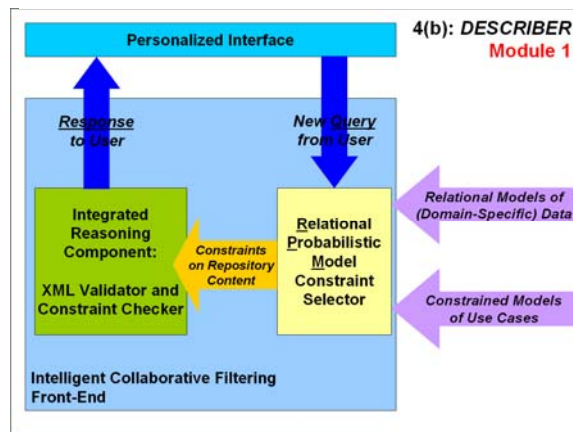 Personalized Interface
4(b): DESCRIBER
Module 1
Response
to User
New Query
from User
Integrated
Reasoning
Component:
XML Validator and
Constraint Checker
Constraints
on Repository
Content
Relational
Probabilistic
Model
Constraint
Selector
Relational Models of
(Domain-Specific) Data
Constrained Models
of Use Cases
Intelligent Collaborative Filtering
Front-End